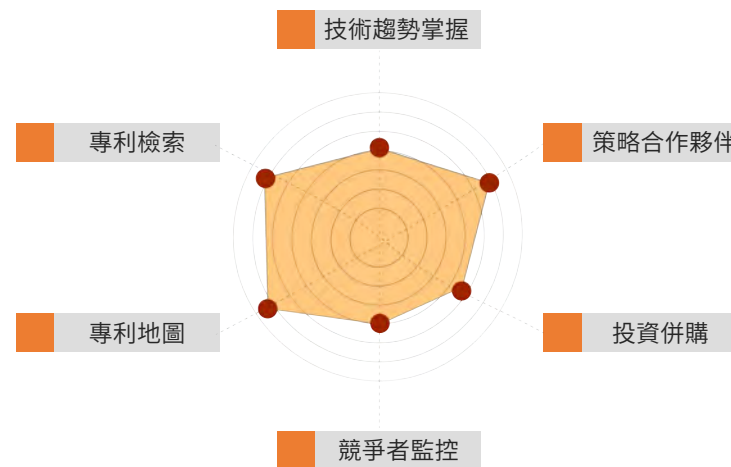 技術趨勢掌握
專利檢索
策略合作夥伴
專利地圖
投資併購
競爭者監控